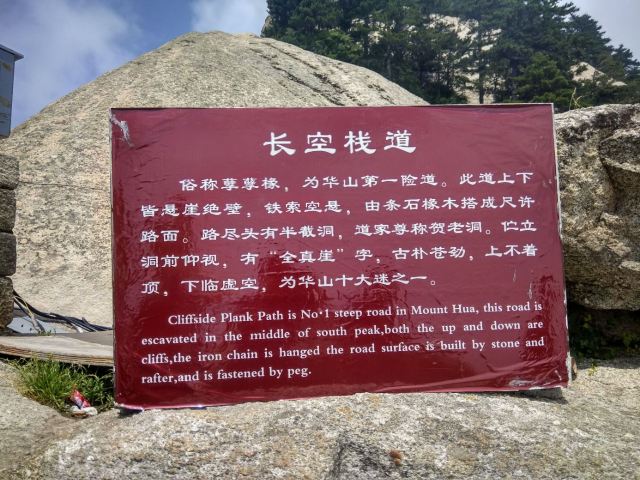 长空栈道
俗称孽孽椽，为华山第一险道。此道上下
皆悬崖绝壁，铁索空悬，由条石椽木搭成尺许
路面。路尽头有半截洞，道家尊称贺老洞。伫立
洞前仰视，有“全真崖”字，古朴苍劲，上不着
顶，下临虚空，为华山十大迷之一。
Cliffside Plank Path is No·1 steep road in Mount Hua, this road is
escavated in the middle of south peak,both the up and down are
cliffs,the iron chain is hanged the road surface is built by stone and
rafter,and is fastened by peg.